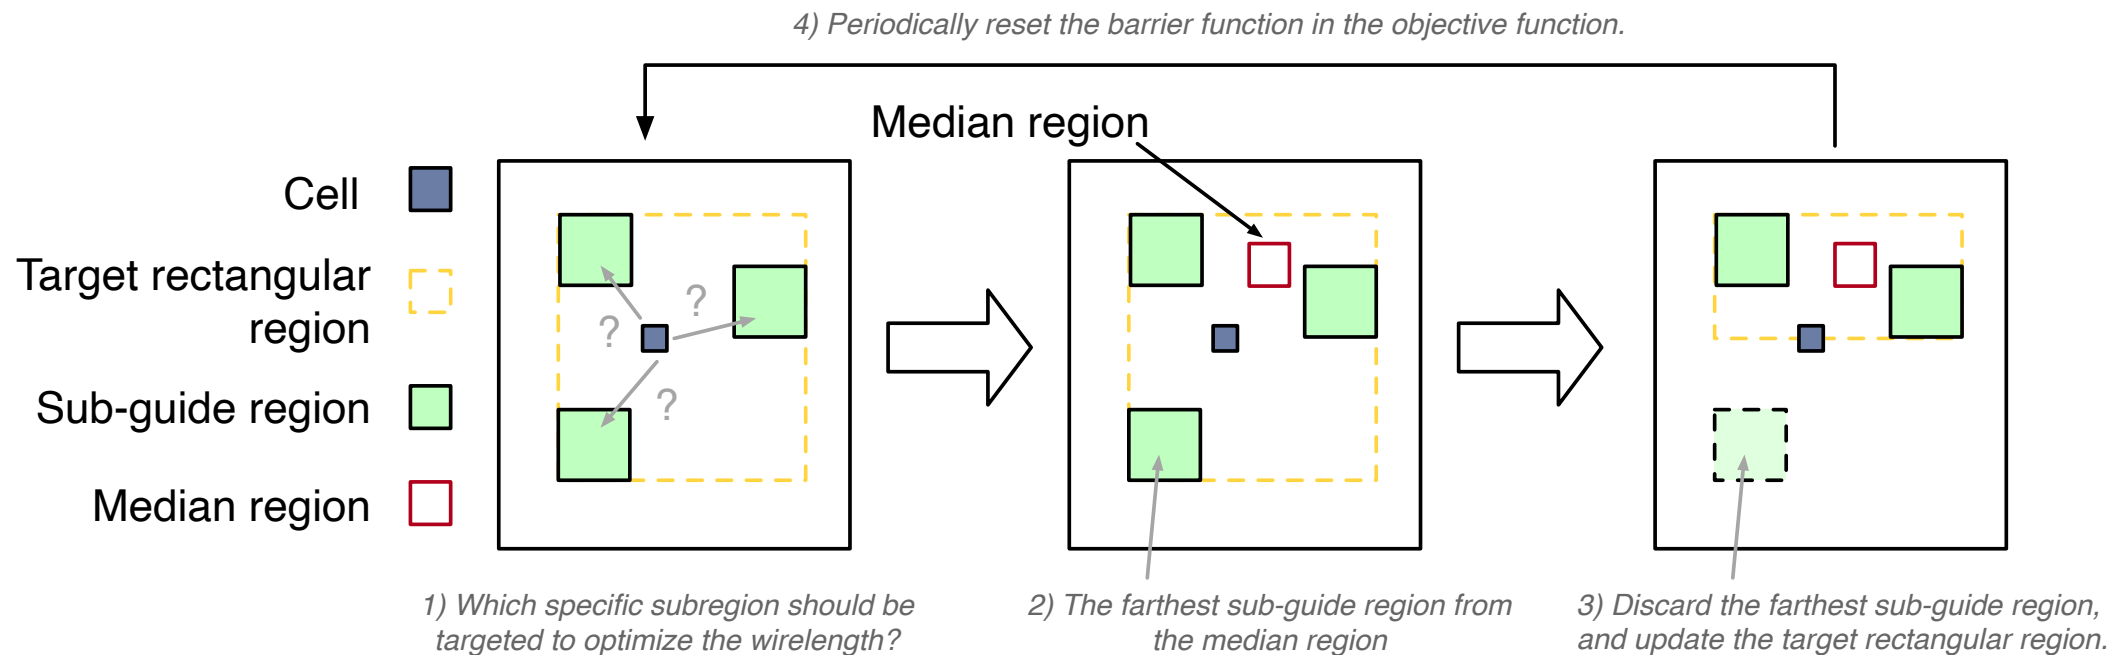 4) Periodically reset the barrier function in the objective function.
Median region
Cell
Target rectangular
region
Sub-guide region
Median region
?
?
?
1) Which specific subregion should be
targeted to optimize the wirelength?
2) The farthest sub-guide region from
the median region
3) Discard the farthest sub-guide region,
and update the target rectangular region.